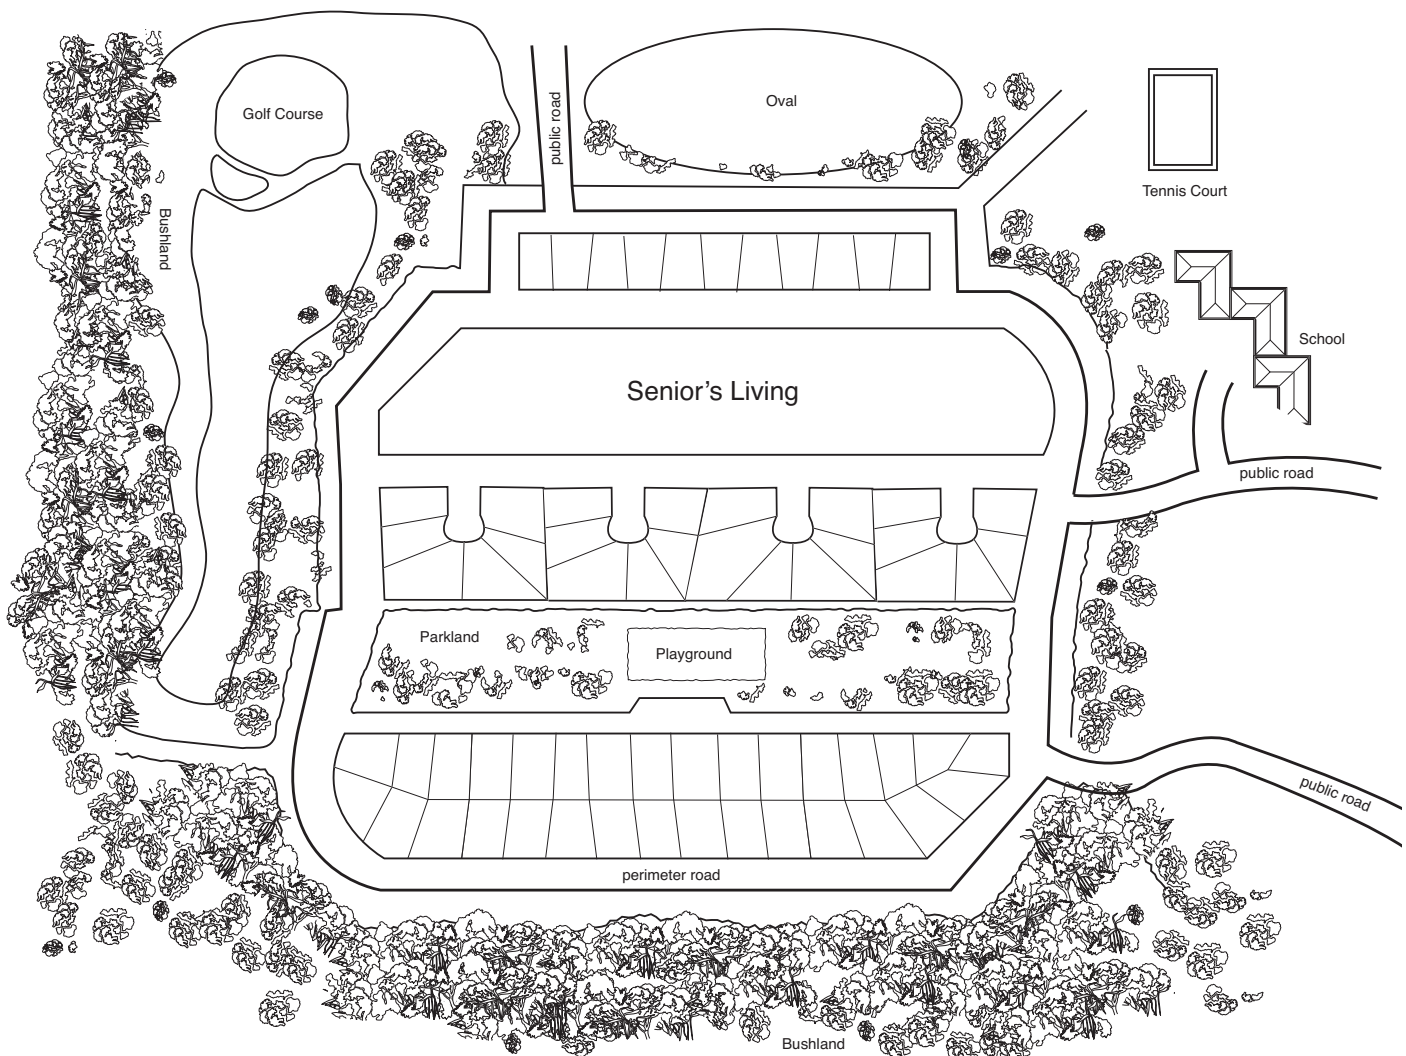 Golf Course
public road
Oval
Tennis Court
Bushland
School
Senior's Living
public road
Parkland
Playground
public road
perimeter road
Bushland